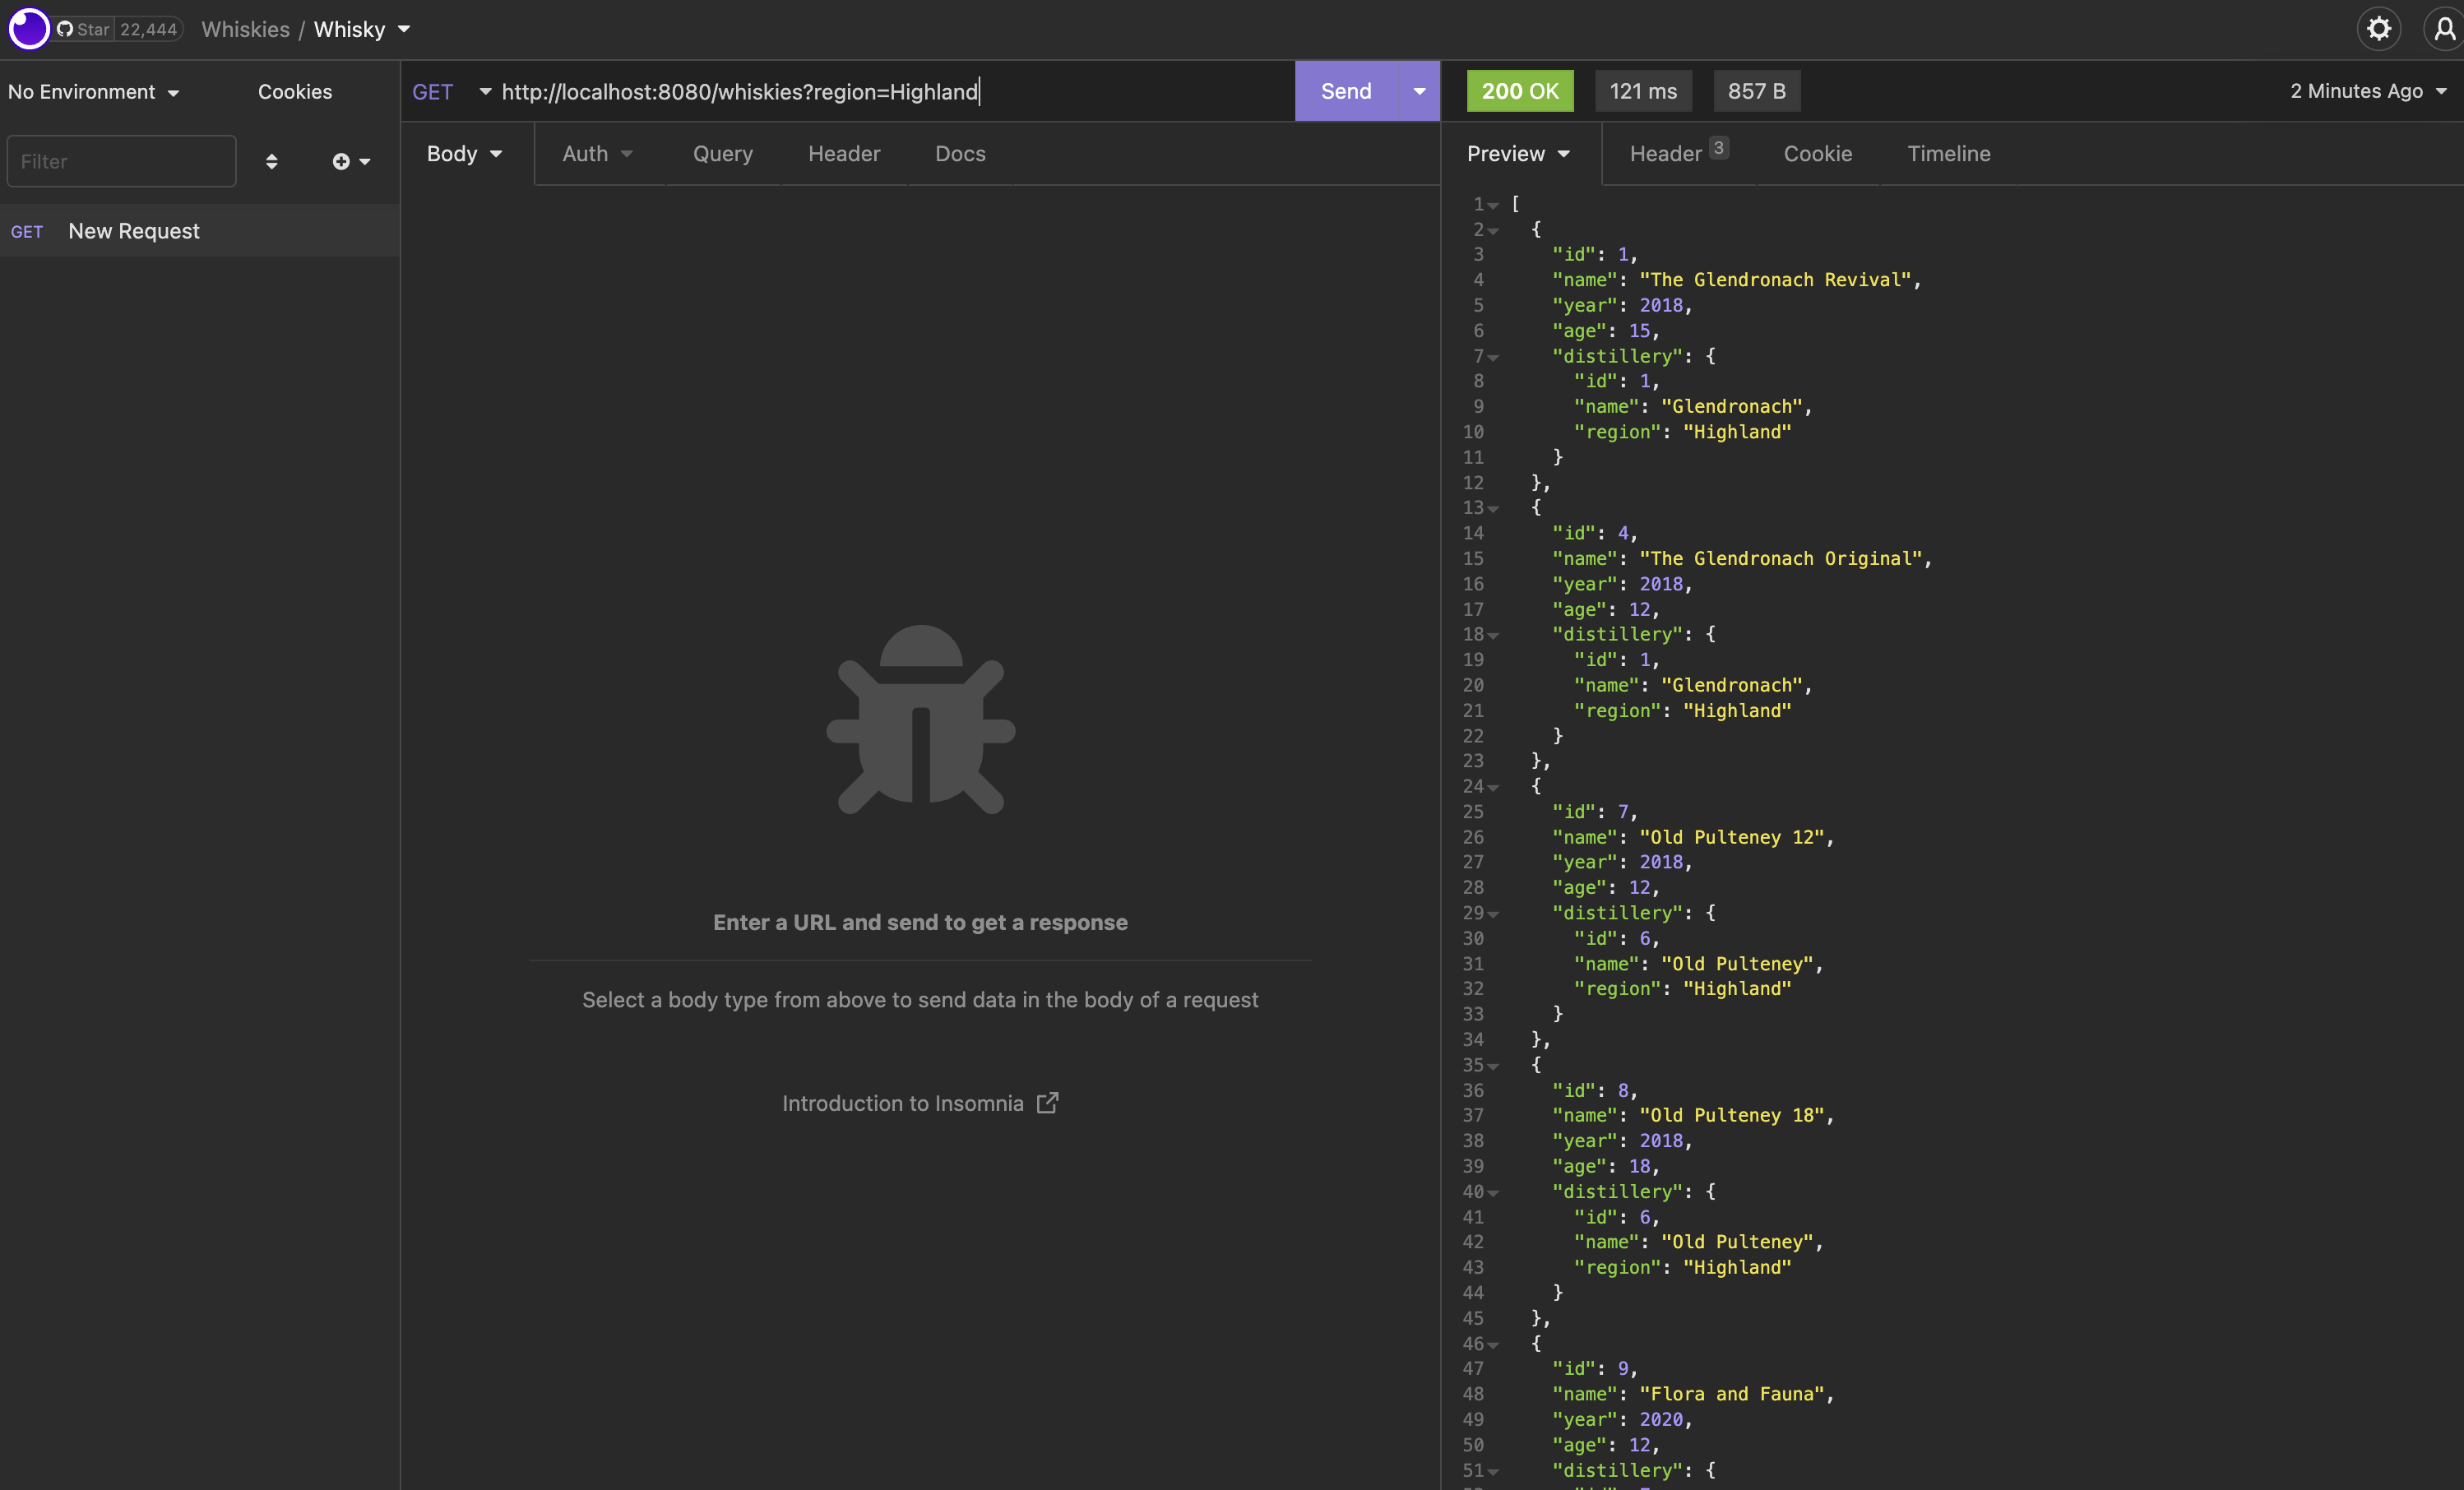 Star 22,444 Whiskies / Whisky
No Environment Cookies
Filter
GET New Request
GET http://localhost:8080/whiskies?region=Highland Send
Body Auth Query Header Docs
Enter a URL and send to get a response
Select a body type from above to send data in the body of a request
Introduction to Insomnia
200 OK 121 ms 857 B 2 Minutes Ago
Preview Header 3 Cookie Timeline
1 [
2 {
3 "id": 1,
4 "name": "The Glendronach Revival",
5 "year": 2018,
6 "age": 15,
7 "distillery": {
8 "id": 1,
9 "name": "Glendronach",
10 "region": "Highland"
11 }
12 },
13 {
14 "id": 4,
15 "name": "The Glendronach Original",
16 "year": 2018,
17 "age": 12,
18 "distillery": {
19 "id": 1,
20 "name": "Glendronach",
21 "region": "Highland"
22 }
23 },
24 {
25 "id": 7,
26 "name": "Old Pulteney 12",
27 "year": 2018,
28 "age": 12,
29 "distillery": {
30 "id": 6,
31 "name": "Old Pulteney",
32 "region": "Highland"
33 }
34 },
35 {
36 "id": 8,
37 "name": "Old Pulteney 18",
38 "year": 2018,
39 "age": 18,
40 "distillery": {
41 "id": 6,
42 "name": "Old Pulteney",
43 "region": "Highland"
44 }
45 },
46 {
47 "id": 9,
48 "name": "Flora and Fauna",
49 "year": 2020,
50 "age": 12,
51 "distillery": {